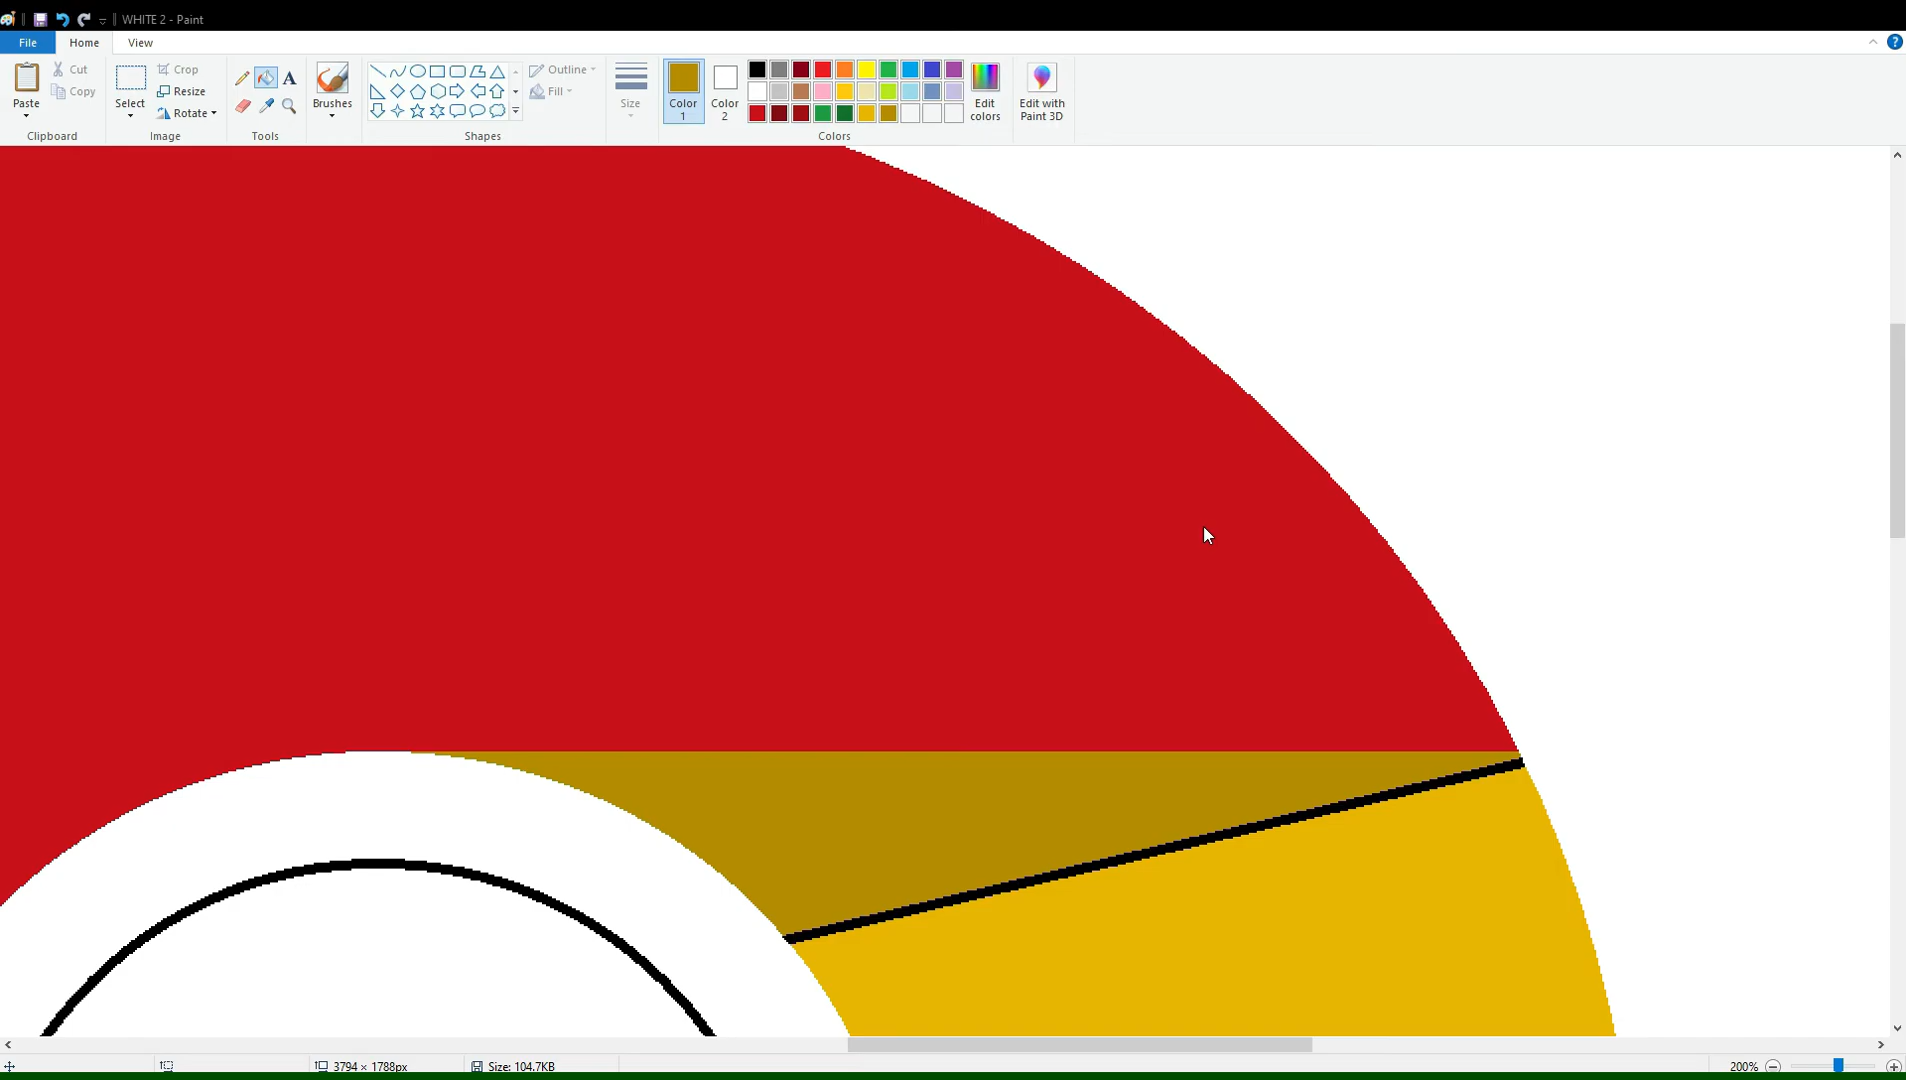 WHITE 2 - Paint
File Home View
Paste
Cut
Copy
Clipboard
Select
Crop
Resize
Rotate
Image
A
Tools
Brushes
Shapes
Outline
Fill
Size
Color 1
Color 2
Colors
Edit colors
Edit with Paint 3D
?
3794 × 1788px
Size: 104.7KB
200%